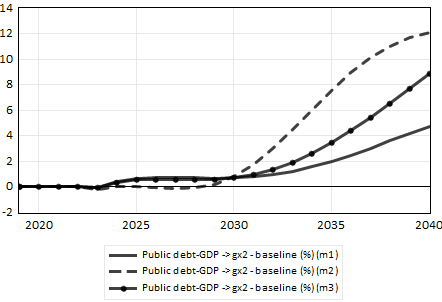 14
12
10
8
6
4
2
0
-2
2020 2025 2030 2035 2040
Public debt-GDP -> gx2 - baseline (%) (m1)
Public debt-GDP -> gx2 - baseline (%) (m2)
Public debt-GDP -> gx2 - baseline (%) (m3)